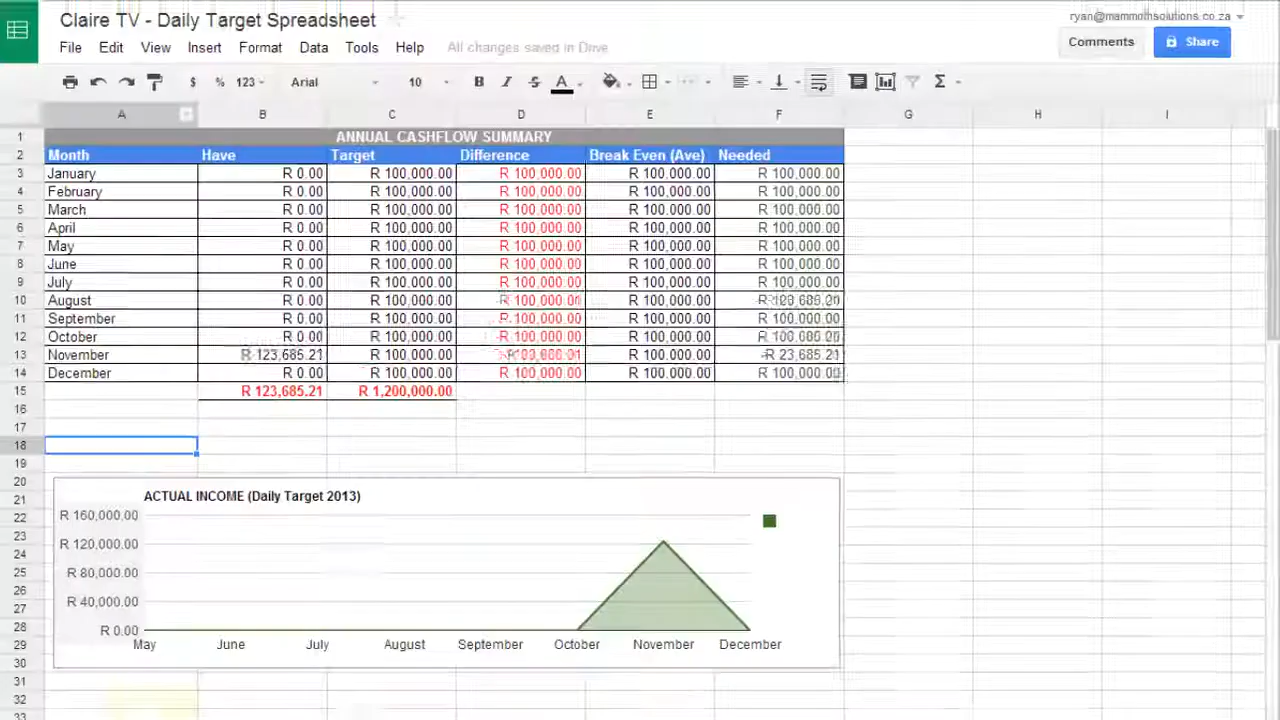 Claire TV - Daily Target Spreadsheet
ryan@mammothsolutions.co.za
File Edit View Insert Format Data Tools Help All changes saved in Drive
Comments Share
$ % 123 Arial 10 B I S A Σ
A B C D E F G H I
1 ANNUAL CASHFLOW SUMMARY
2 Month Have Target Difference Break Even (Ave) Needed
3 January R 0.00 R 100,000.00 R 100,000.00 R 100,000.00 R 100,000.00
4 February R 0.00 R 100,000.00 R 100,000.00 R 100,000.00 R 100,000.00
5 March R 0.00 R 100,000.00 R 100,000.00 R 100,000.00 R 100,000.00
6 April R 0.00 R 100,000.00 R 100,000.00 R 100,000.00 R 100,000.00
7 May R 0.00 R 100,000.00 R 100,000.00 R 100,000.00 R 100,000.00
8 June R 0.00 R 100,000.00 R 100,000.00 R 100,000.00 R 100,000.00
9 July R 0.00 R 100,000.00 R 100,000.00 R 100,000.00 R 100,000.00
10 August R 0.00 R 100,000.00 R 100,000.00 R 100,000.00
11 September R 0.00 R 100,000.00 R 100,000.00 R 100,000.00 R 100,000.00
12 October R 0.00 R 100,000.00 R 100,000.00 R 100,000.00 R 100,000.00
13 November R 123,685.21 R 100,000.00 R 100,000.00 -R 23,685.21
14 December R 0.00 R 100,000.00 R 100,000.00 R 100,000.00 R 100,000.00
15 R 123,685.21 R 1,200,000.00
16
17
18
19
20
21 ACTUAL INCOME (Daily Target 2013)
22 R 160,000.00
23
24 R 120,000.00
25 R 80,000.00
26
27 R 40,000.00
28 R 0.00
29 May June July August September October November December
30
31
32
33